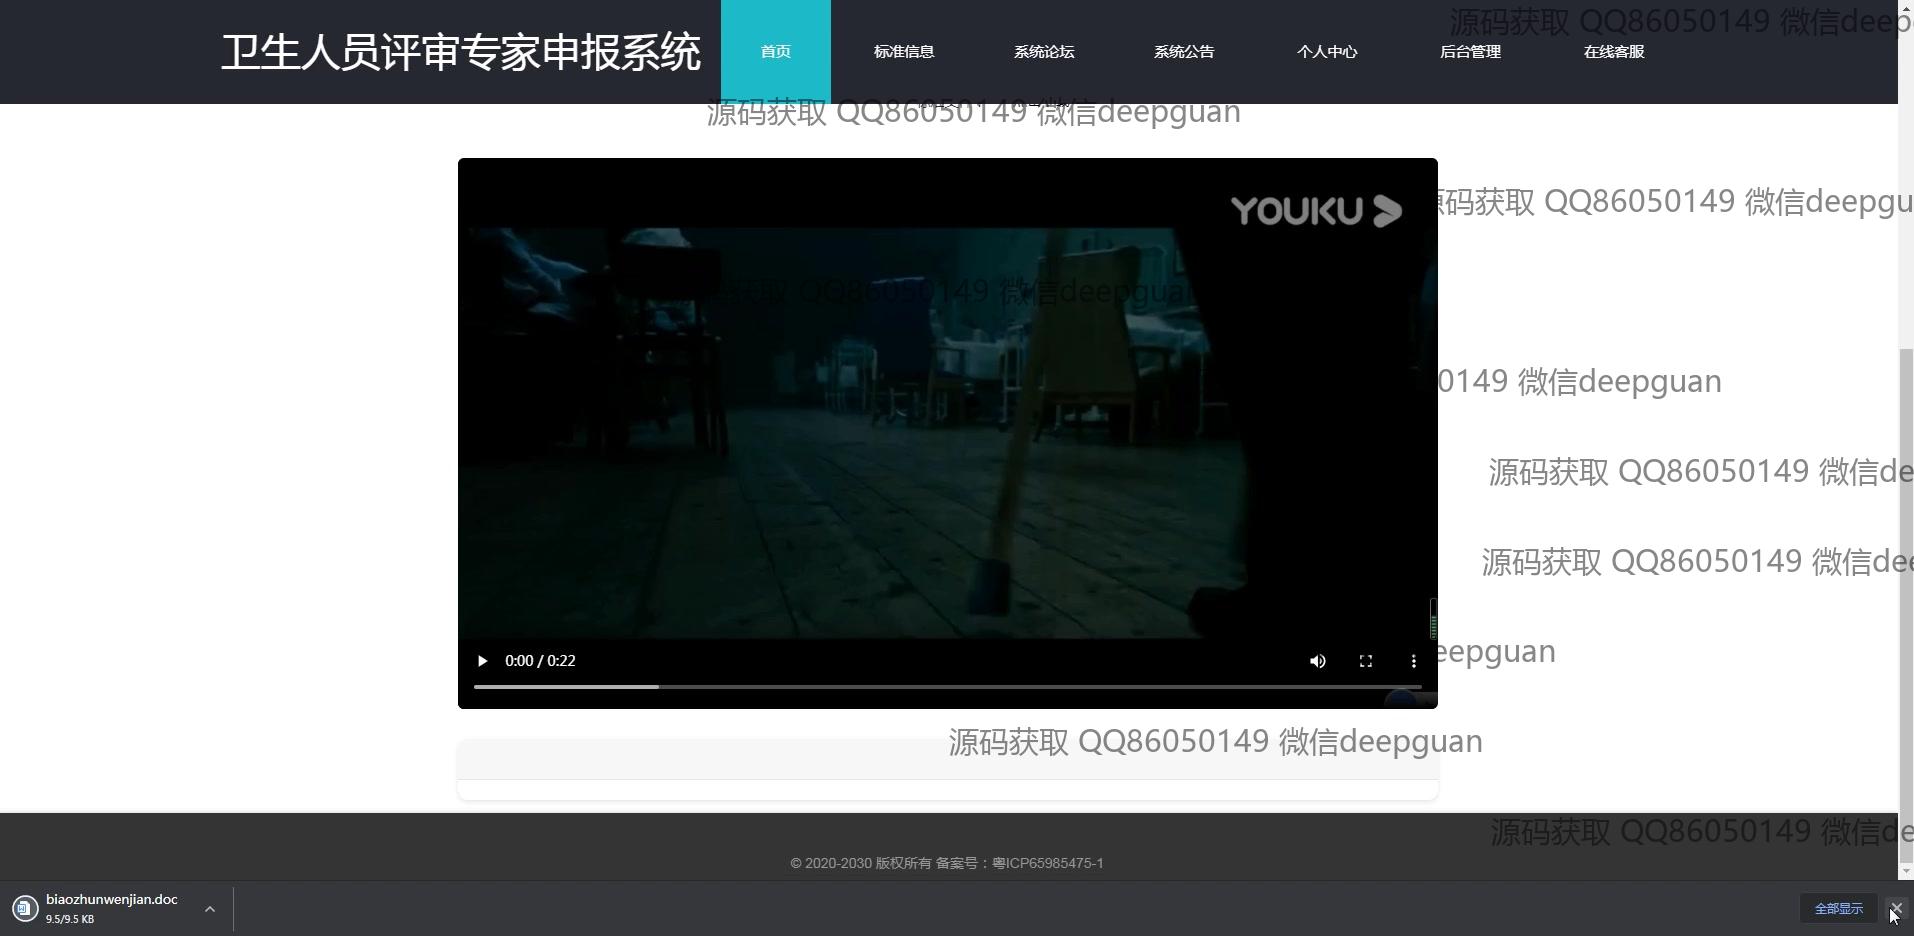 卫生人员评审专家申报系统
首页
标准信息
系统论坛
系统公告
个人中心
后台管理
在线客服
源码获取 QQ86050149 微信deep
源码获取 QQ86050149 微信deepguan
YOUKU
码获取 QQ86050149 微信deepgu
获取 QQ86050149 微信deepguan
0149 微信deepguan
源码获取 QQ86050149 微信de
源码获取 QQ86050149 微信dee
eepguan
0:00 / 0:22
源码获取 QQ86050149 微信deepguan
源码获取 QQ86050149 微信de
© 2020-2030 版权所有 备案号：粤ICP65985475-1
biaozhunwenjian.doc
9.5/9.5 KB
全部显示